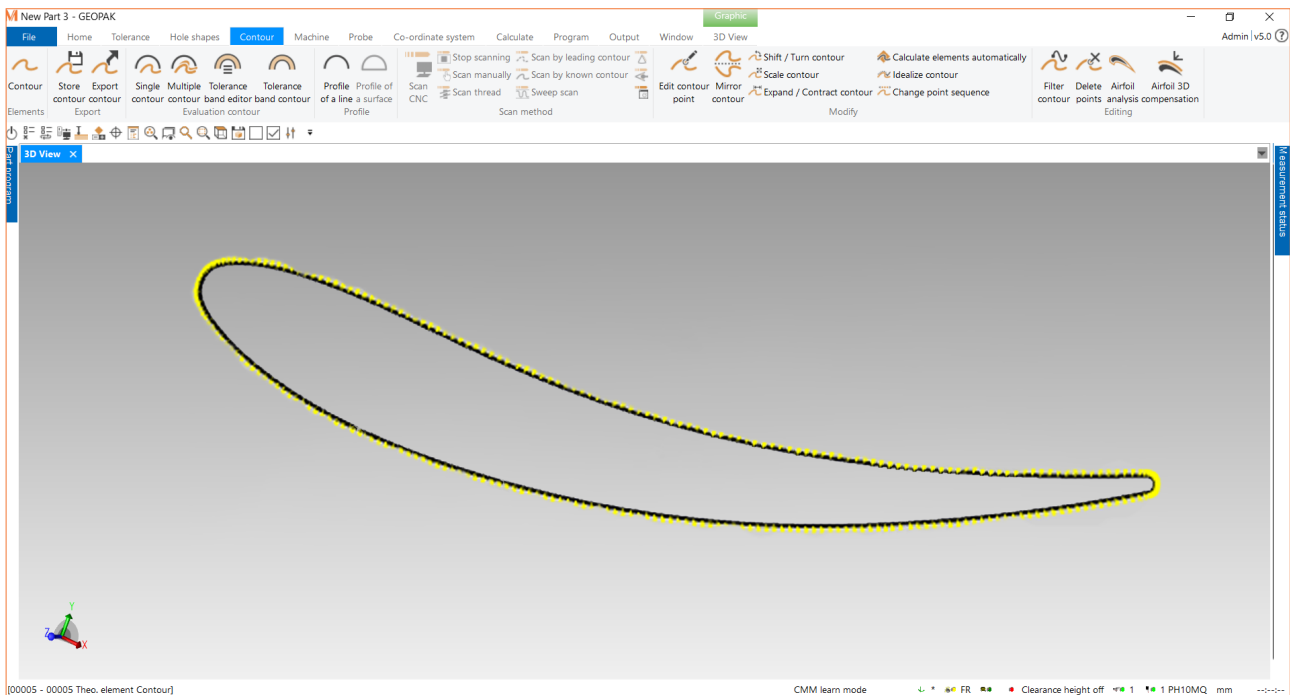 New Part 3 - GEOPAK
Graphic
File Home Tolerance Hole shapes Contour Machine Probe Co-ordinate system Calculate Program Output Window 3D View Admin v5.0
Contour
Elements
Store contour
Export contour
Export
Single contour
Multiple contour
Tolerance band editor
Tolerance band contour
Evaluation contour
Profile of a line
Profile of a surface
Profile
Scan CNC
Stop scanning
Scan manually
Scan thread
Scan by leading contour
Scan by known contour
Sweep scan
Scan method
Edit contour point
Mirror contour
Shift / Turn contour
Scale contour
Expand / Contract contour
Calculate elements automatically
Idealize contour
Change point sequence
Modify
Filter contour
Delete points
Airfoil analysis
Airfoil 3D compensation
Editing
Part program
3D View
Measurement status
Y
Z
X
[00005 - 00005 Theo. element Contour] CMM learn mode * FR Clearance height off 1 1 PH10MQ mm --:--:--